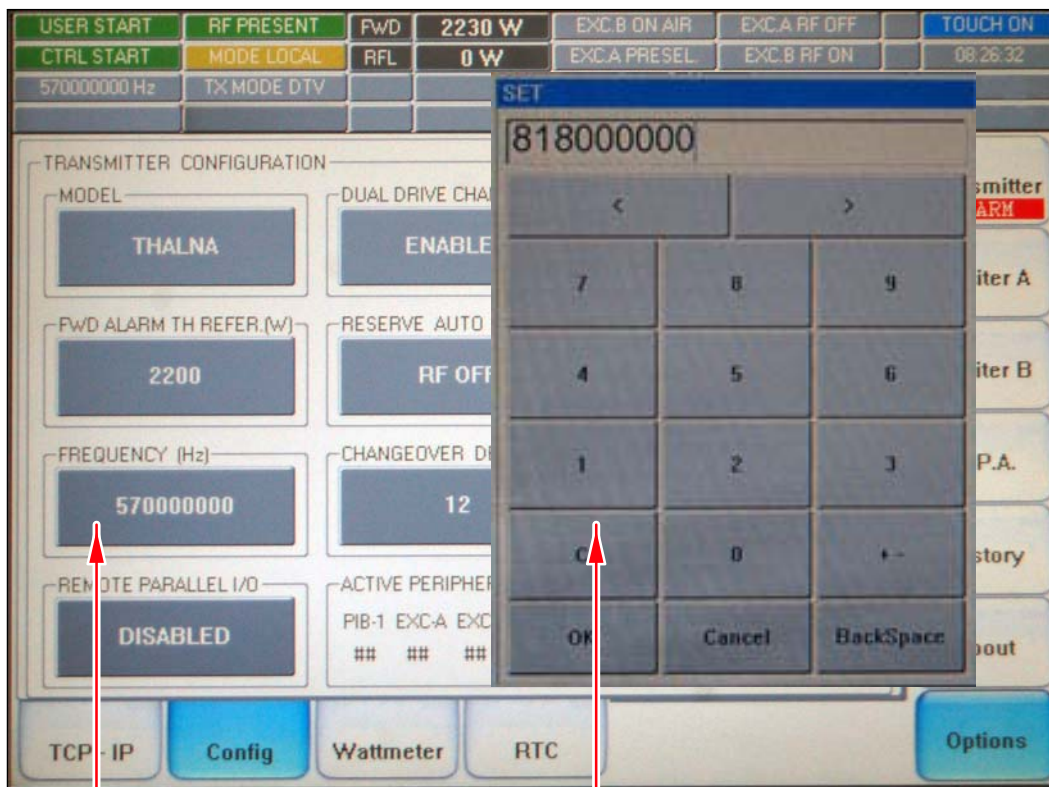 USER START RF PRESENT FWD 2230 W EXC.B ON AIR EXC.A RF OFF TOUCH ON
CTRL START MODE LOCAL RFL 0 W EXC.A PRESEL. EXC.B RF ON 08:26:32
570000000 Hz TX MODE DTV
SET
818000000
< >
7 8 9
4 5 6
1 2 3
C 0 + -
OK Cancel BackSpace
TRANSMITTER CONFIGURATION
MODEL
THALNA
DUAL DRIVE CHA
ENABLE
FWD ALARM TH REFER.(W)
2200
RESERVE AUTO
RF OFF
FREQUENCY (Hz)
570000000
CHANGEOVER DE
12
REMOTE PARALLEL I/O
DISABLED
ACTIVE PERIPHER
PIB-1 EXC-A EXC
## ## ##
smitter
ARM
iter A
iter B
P.A.
story
bout
TCP - IP Config Wattmeter RTC Options